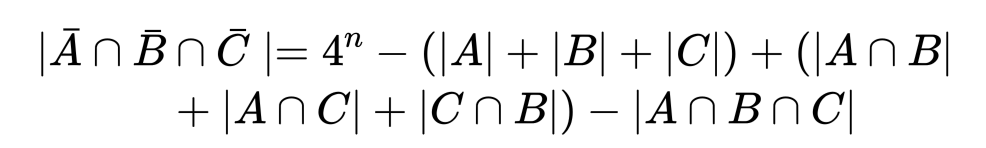 |Ā ∩ B̄ ∩ C̄ |= 4ⁿ − (|A| + |B| + |C|) + (|A ∩ B|
+ |A ∩ C| + |C ∩ B|) − |A ∩ B ∩ C|